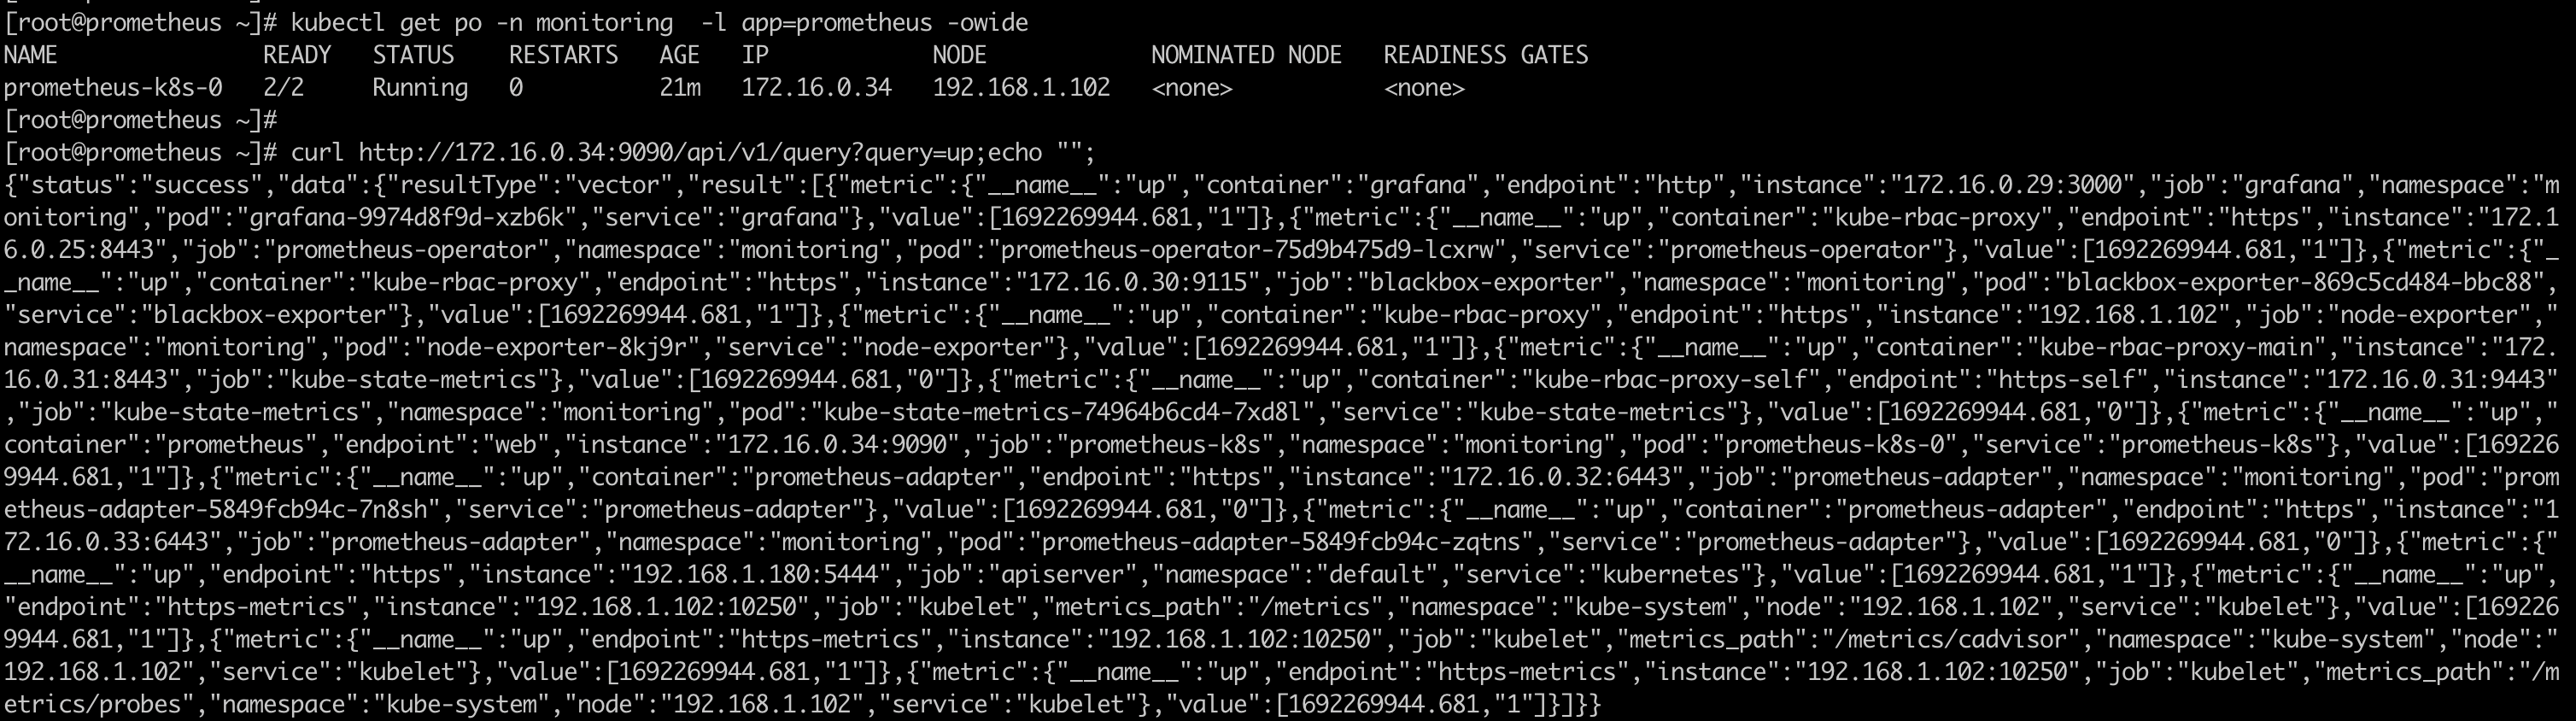 [root@prometheus ~]# kubectl get po -n monitoring  -l app=prometheus -owide
NAME               READY   STATUS    RESTARTS   AGE   IP            NODE            NOMINATED NODE   READINESS GATES
prometheus-k8s-0   2/2     Running   0          21m   172.16.0.34   192.168.1.102   <none>           <none>
[root@prometheus ~]#
[root@prometheus ~]# curl http://172.16.0.34:9090/api/v1/query?query=up;echo "";
{"status":"success","data":{"resultType":"vector","result":[{"metric":{"__name__":"up","container":"grafana","endpoint":"http","instance":"172.16.0.29:3000","job":"grafana","namespace":"m
onitoring","pod":"grafana-9974d8f9d-xzb6k","service":"grafana"},"value":[1692269944.681,"1"]},{"metric":{"__name__":"up","container":"kube-rbac-proxy","endpoint":"https","instance":"172.1
6.0.25:8443","job":"prometheus-operator","namespace":"monitoring","pod":"prometheus-operator-75d9b475d9-lcxrw","service":"prometheus-operator"},"value":[1692269944.681,"1"]},{"metric":{"_
_name__":"up","container":"kube-rbac-proxy","endpoint":"https","instance":"172.16.0.30:9115","job":"blackbox-exporter","namespace":"monitoring","pod":"blackbox-exporter-869c5cd484-bbc88",
"service":"blackbox-exporter"},"value":[1692269944.681,"1"]},{"metric":{"__name__":"up","container":"kube-rbac-proxy","endpoint":"https","instance":"192.168.1.102","job":"node-exporter","
namespace":"monitoring","pod":"node-exporter-8kj9r","service":"node-exporter"},"value":[1692269944.681,"1"]},{"metric":{"__name__":"up","container":"kube-rbac-proxy-main","instance":"172.
16.0.31:8443","job":"kube-state-metrics"},"value":[1692269944.681,"0"]},{"metric":{"__name__":"up","container":"kube-rbac-proxy-self","endpoint":"https-self","instance":"172.16.0.31:9443"
,"job":"kube-state-metrics","namespace":"monitoring","pod":"kube-state-metrics-74964b6cd4-7xd8l","service":"kube-state-metrics"},"value":[1692269944.681,"0"]},{"metric":{"__name__":"up","
container":"prometheus","endpoint":"web","instance":"172.16.0.34:9090","job":"prometheus-k8s","namespace":"monitoring","pod":"prometheus-k8s-0","service":"prometheus-k8s"},"value":[169226
9944.681,"1"]},{"metric":{"__name__":"up","container":"prometheus-adapter","endpoint":"https","instance":"172.16.0.32:6443","job":"prometheus-adapter","namespace":"monitoring","pod":"prom
etheus-adapter-5849fcb94c-7n8sh","service":"prometheus-adapter"},"value":[1692269944.681,"0"]},{"metric":{"__name__":"up","container":"prometheus-adapter","endpoint":"https","instance":"1
72.16.0.33:6443","job":"prometheus-adapter","namespace":"monitoring","pod":"prometheus-adapter-5849fcb94c-zqtns","service":"prometheus-adapter"},"value":[1692269944.681,"0"]},{"metric":{"
__name__":"up","endpoint":"https","instance":"192.168.1.180:5444","job":"apiserver","namespace":"default","service":"kubernetes"},"value":[1692269944.681,"1"]},{"metric":{"__name__":"up",
"endpoint":"https-metrics","instance":"192.168.1.102:10250","job":"kubelet","metrics_path":"/metrics","namespace":"kube-system","node":"192.168.1.102","service":"kubelet"},"value":[169226
9944.681,"1"]},{"metric":{"__name__":"up","endpoint":"https-metrics","instance":"192.168.1.102:10250","job":"kubelet","metrics_path":"/metrics/cadvisor","namespace":"kube-system","node":"
192.168.1.102","service":"kubelet"},"value":[1692269944.681,"1"]},{"metric":{"__name__":"up","endpoint":"https-metrics","instance":"192.168.1.102:10250","job":"kubelet","metrics_path":"/m
etrics/probes","namespace":"kube-system","node":"192.168.1.102","service":"kubelet"},"value":[1692269944.681,"1"]}]}}